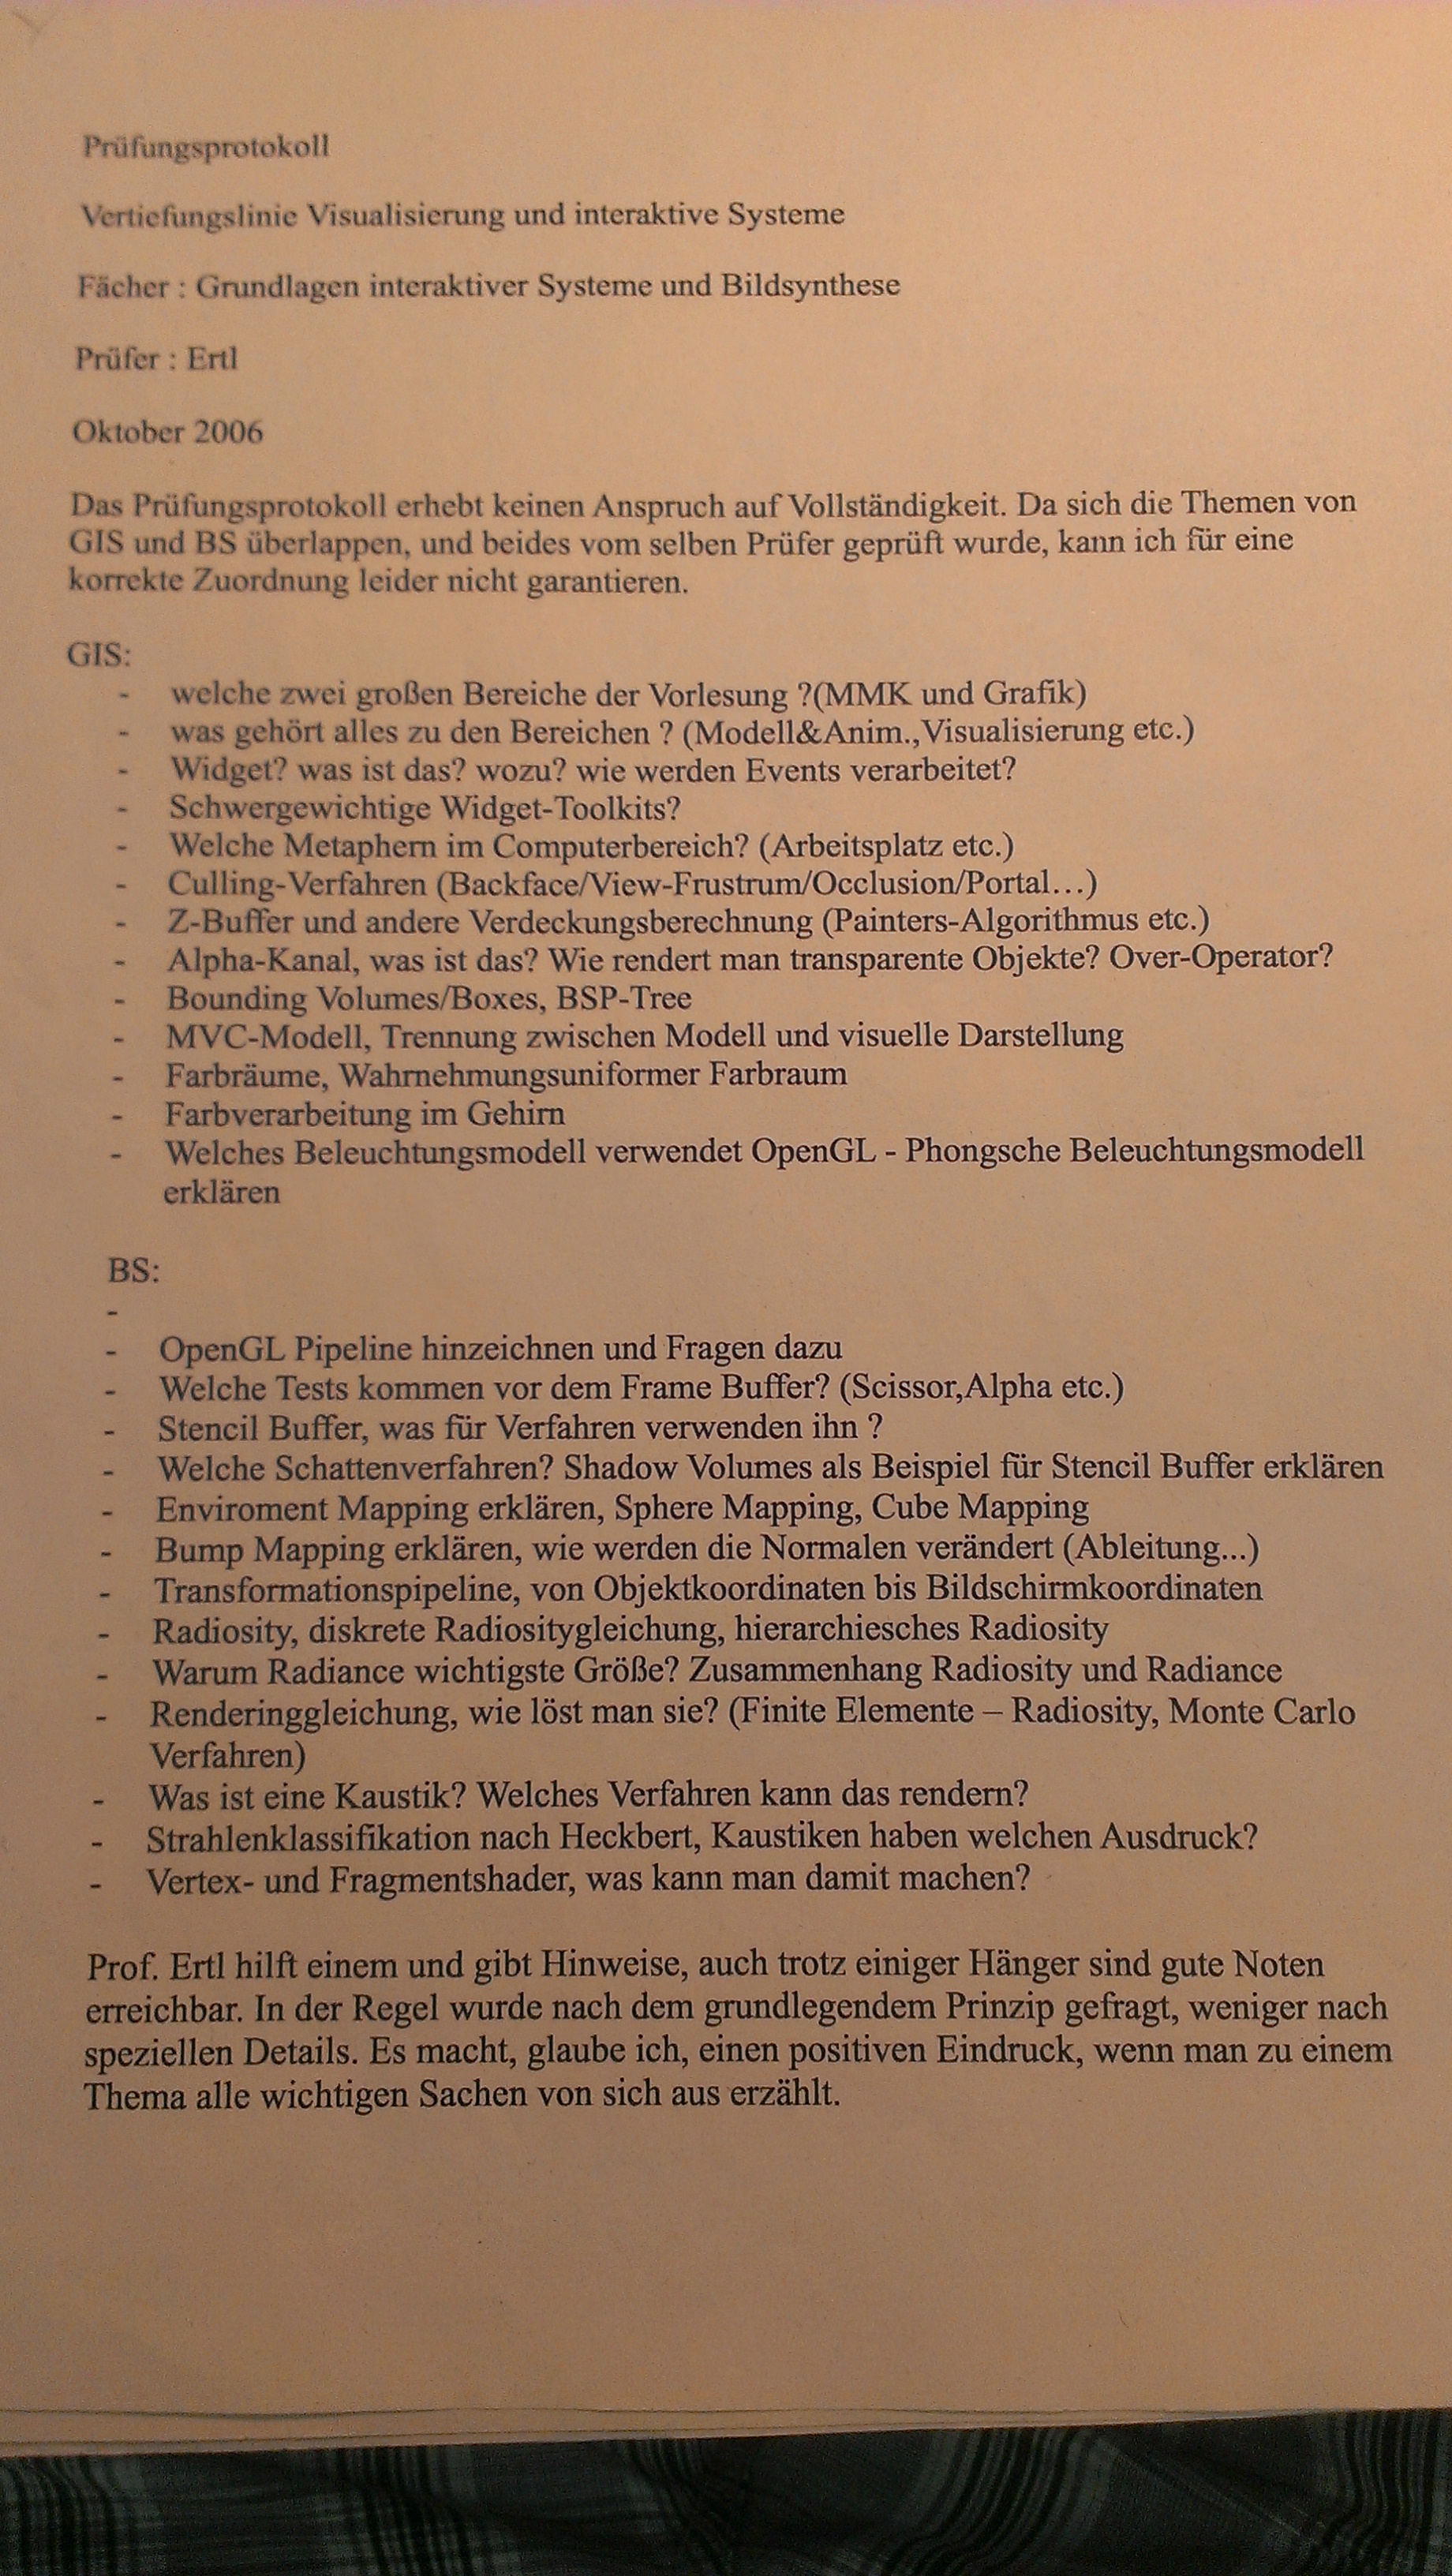 Prüfungsprotokoll
Vertiefungslinie Visualisierung und interaktive Systeme
Fächer : Grundlagen interaktiver Systeme und Bildsynthese
Prüfer : Ertl
Oktober 2006
Das Prüfungsprotokoll erhebt keinen Anspruch auf Vollständigkeit. Da sich die Themen von
GIS und BS überlappen, und beides vom selben Prüfer geprüft wurde, kann ich für eine
korrekte Zuordnung leider nicht garantieren.
GIS:
- welche zwei großen Bereiche der Vorlesung ?(MMK und Grafik)
- was gehört alles zu den Bereichen ? (Modell&Anim.,Visualisierung etc.)
- Widget? was ist das? wozu? wie werden Events verarbeitet?
- Schwergewichtige Widget-Toolkits?
- Welche Metaphern im Computerbereich? (Arbeitsplatz etc.)
- Culling-Verfahren (Backface/View-Frustrum/Occlusion/Portal…)
- Z-Buffer und andere Verdeckungsberechnung (Painters-Algorithmus etc.)
- Alpha-Kanal, was ist das? Wie rendert man transparente Objekte? Over-Operator?
- Bounding Volumes/Boxes, BSP-Tree
- MVC-Modell, Trennung zwischen Modell und visuelle Darstellung
- Farbräume, Wahrnehmungsuniformer Farbraum
- Farbverarbeitung im Gehirn
- Welches Beleuchtungsmodell verwendet OpenGL - Phongsche Beleuchtungsmodell
erklären
BS:
-
- OpenGL Pipeline hinzeichnen und Fragen dazu
- Welche Tests kommen vor dem Frame Buffer? (Scissor,Alpha etc.)
- Stencil Buffer, was für Verfahren verwenden ihn ?
- Welche Schattenverfahren? Shadow Volumes als Beispiel für Stencil Buffer erklären
- Enviroment Mapping erklären, Sphere Mapping, Cube Mapping
- Bump Mapping erklären, wie werden die Normalen verändert (Ableitung...)
- Transformationspipeline, von Objektkoordinaten bis Bildschirmkoordinaten
- Radiosity, diskrete Radiositygleichung, hierarchiesches Radiosity
- Warum Radiance wichtigste Größe? Zusammenhang Radiosity und Radiance
- Renderinggleichung, wie löst man sie? (Finite Elemente – Radiosity, Monte Carlo
Verfahren)
- Was ist eine Kaustik? Welches Verfahren kann das rendern?
- Strahlenklassifikation nach Heckbert, Kaustiken haben welchen Ausdruck?
- Vertex- und Fragmentshader, was kann man damit machen?
Prof. Ertl hilft einem und gibt Hinweise, auch trotz einiger Hänger sind gute Noten
erreichbar. In der Regel wurde nach dem grundlegendem Prinzip gefragt, weniger nach
speziellen Details. Es macht, glaube ich, einen positiven Eindruck, wenn man zu einem
Thema alle wichtigen Sachen von sich aus erzählt.